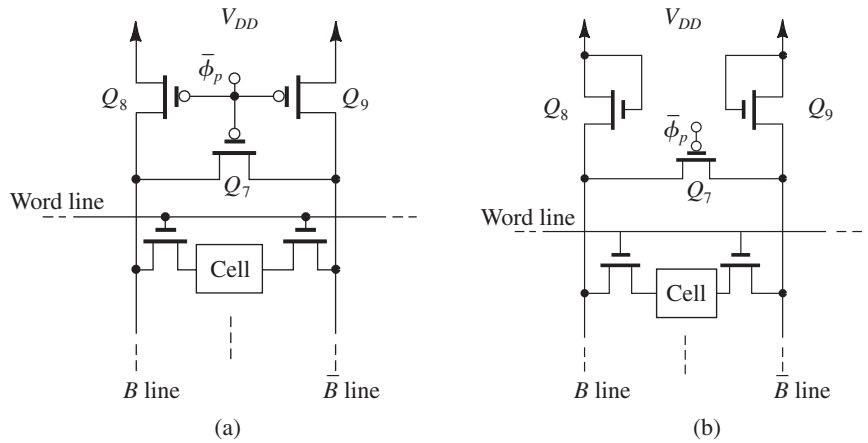 V_DD
φ̄_p
Q_8
Q_9
Q_7
Word line
Cell
B line
B̄ line
(a)
V_DD
Q_8
Q_9
φ̄_p
Q_7
Word line
Cell
B line
B̄ line
(b)